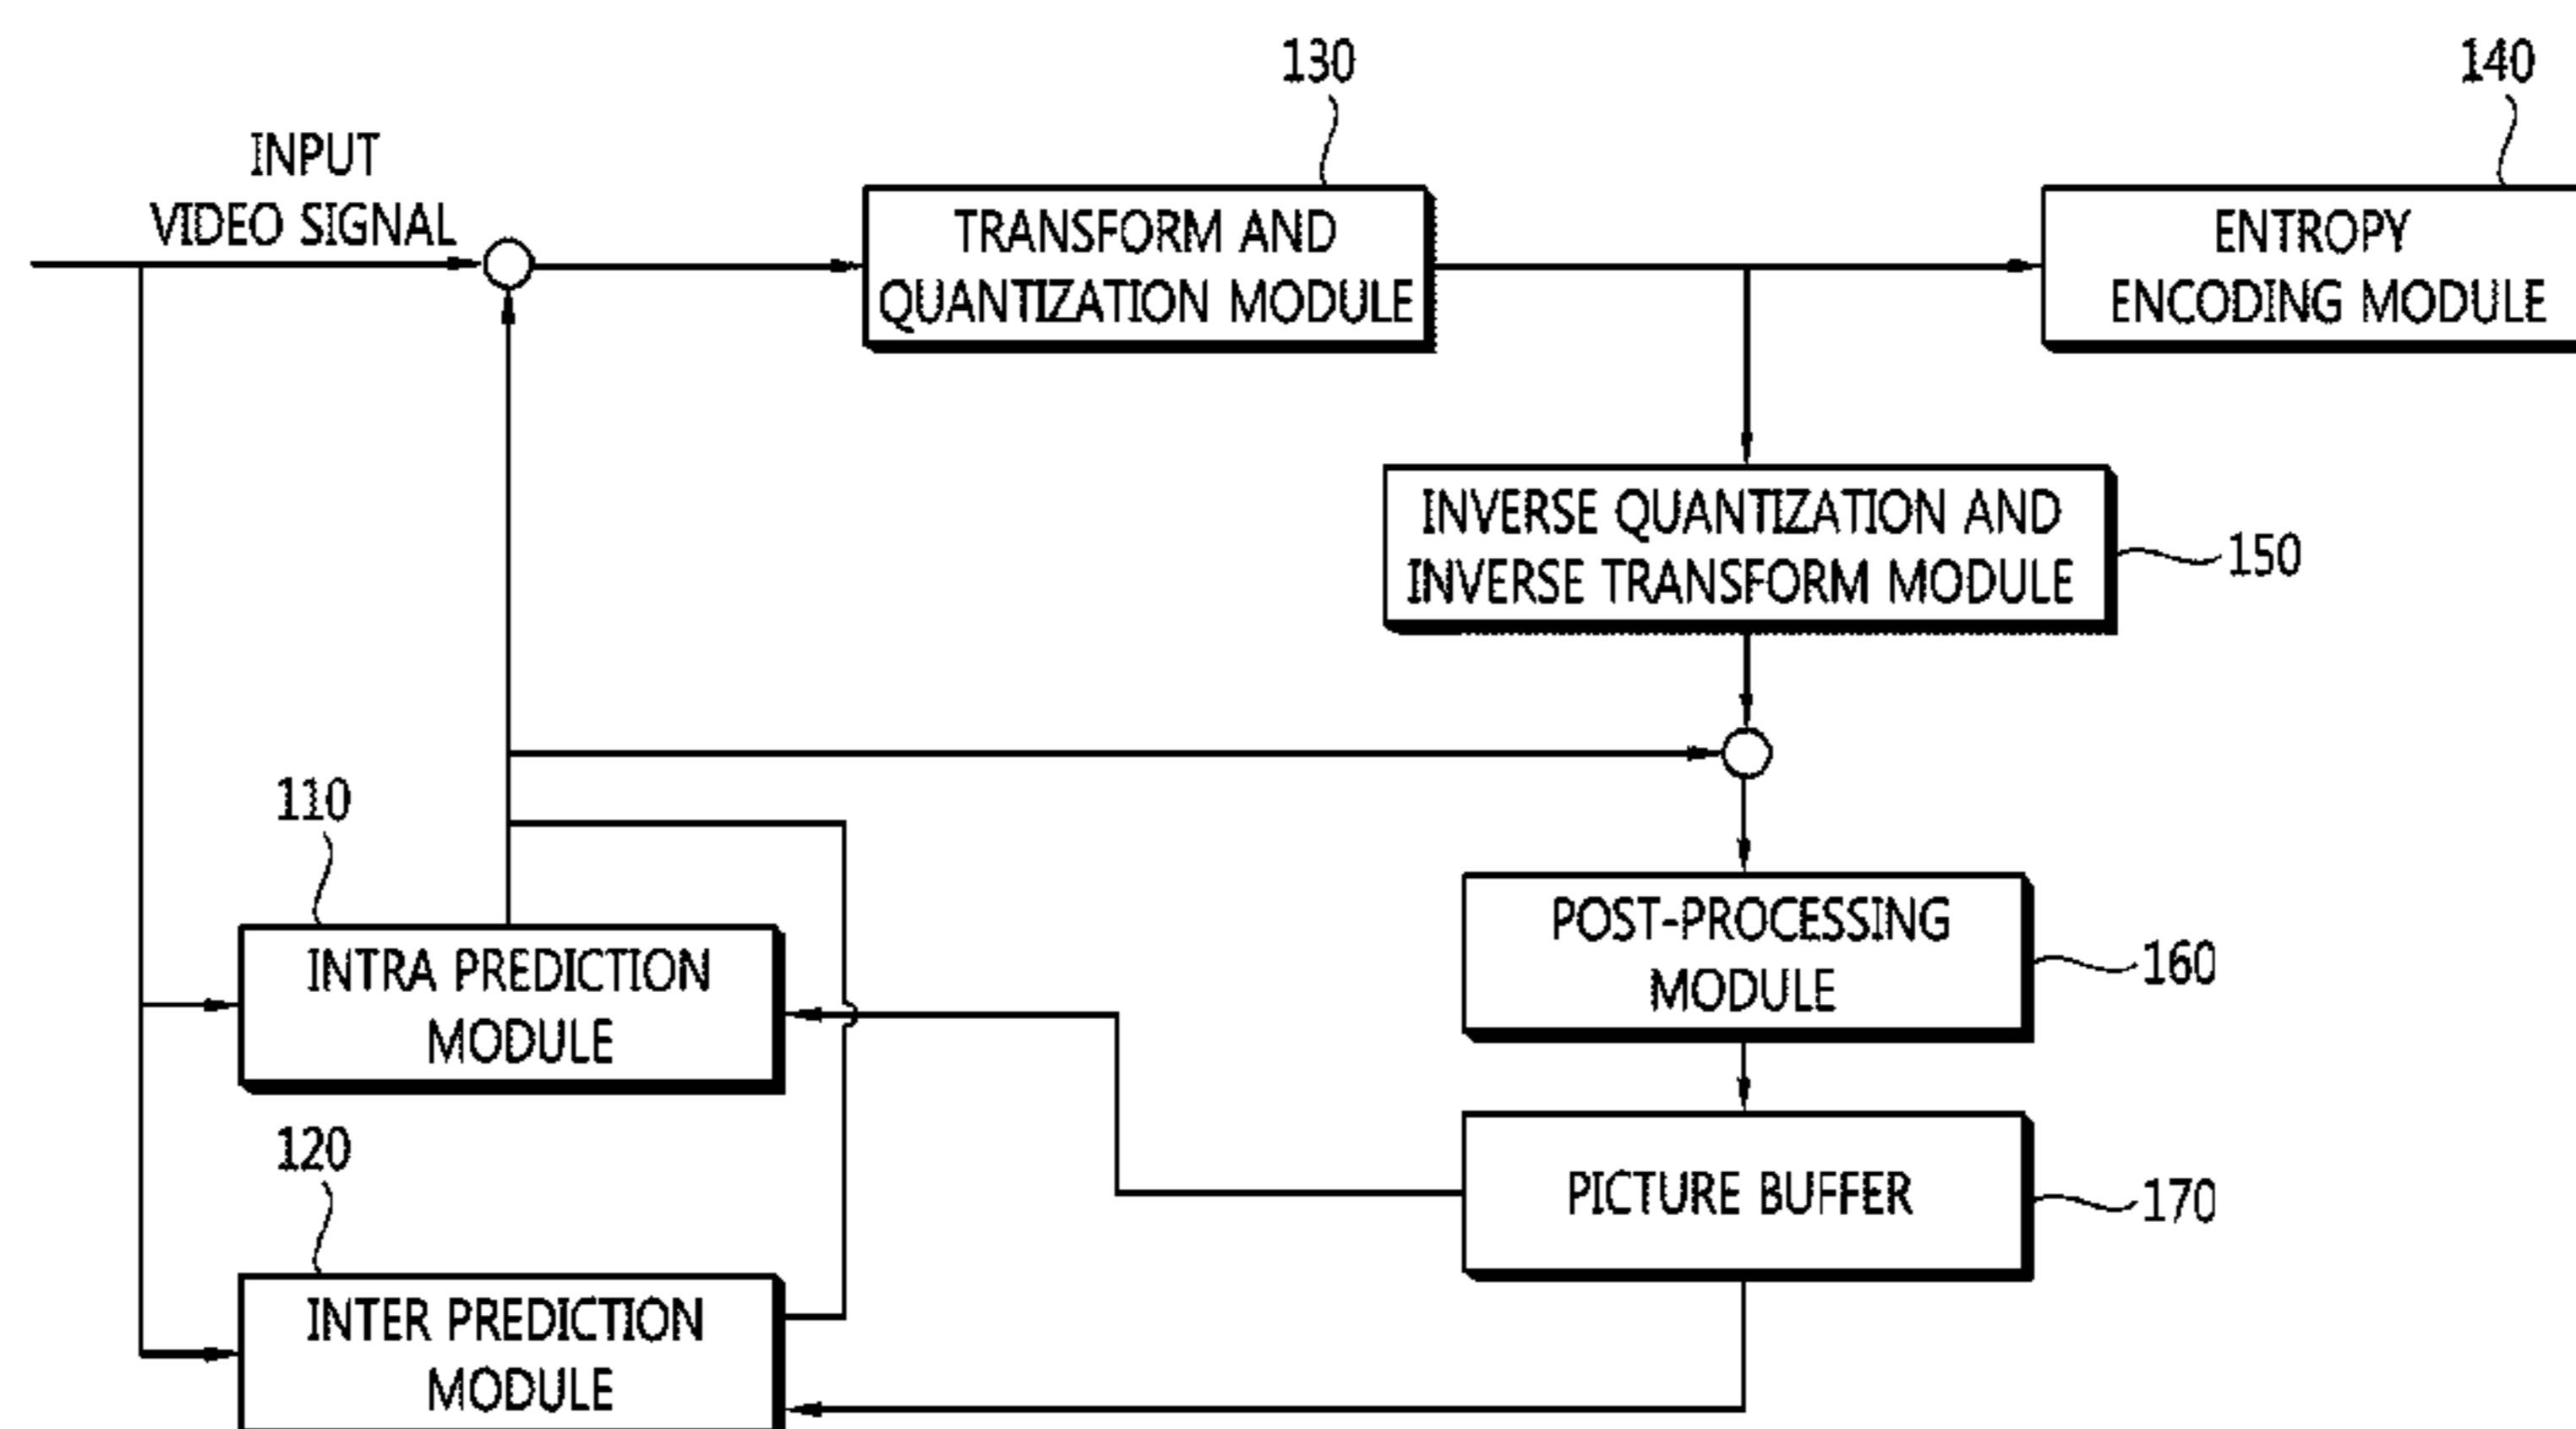 130
140
INPUT
VIDEO SIGNAL
TRANSFORM AND
QUANTIZATION MODULE
ENTROPY
ENCODING MODULE
INVERSE QUANTIZATION AND
INVERSE TRANSFORM MODULE
150
110
INTRA PREDICTION
MODULE
POST-PROCESSING
MODULE
160
120
INTER PREDICTION
MODULE
PICTURE BUFFER
170